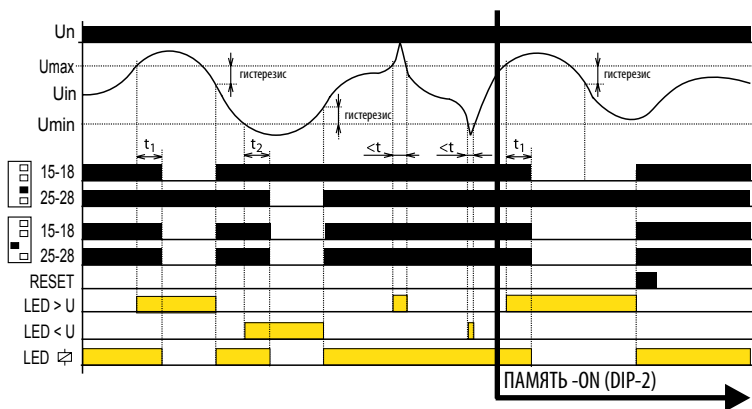 Un
Umax
гистерезис
гистерезис
Uin
гистерезис
Umin
t1
t2
<t
<t
t1
15-18
25-28
15-18
25-28
RESET
LED > U
LED < U
LED
ПАМЯТЬ -ON (DIP-2)